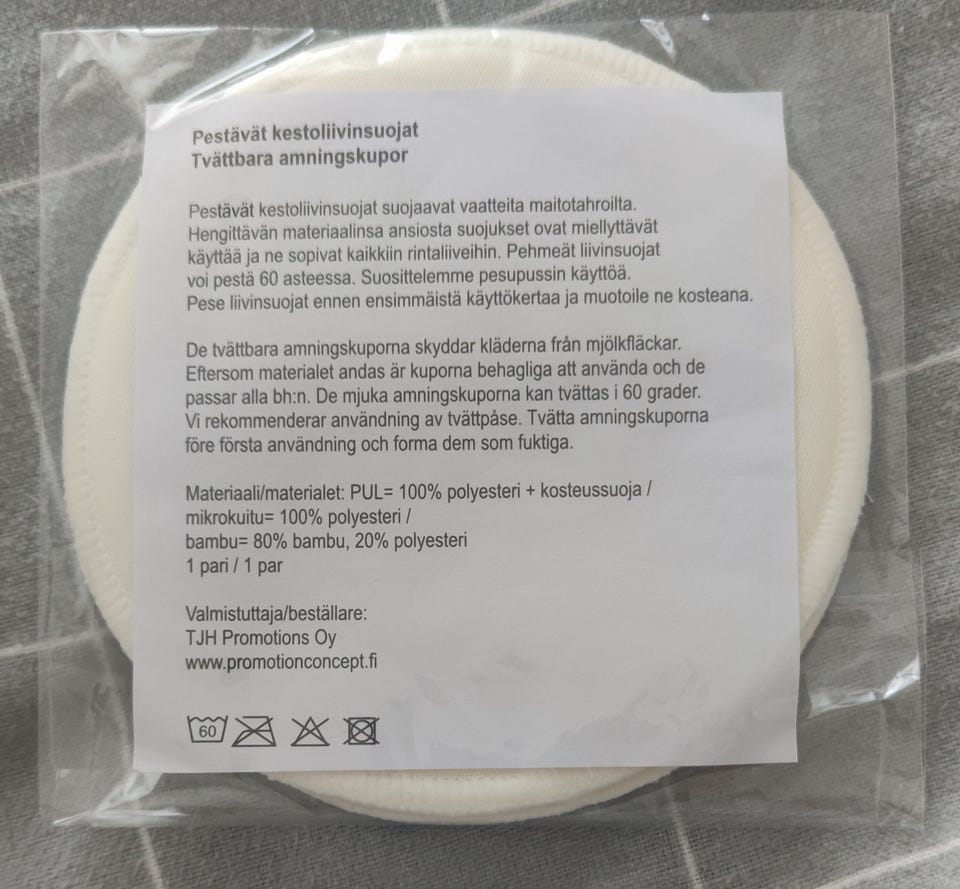 Pestävät kestoliivinsuojat
Tvättbara amningskupor
Pestävät kestoliivinsuojat suojaavat vaatteita maitotahroilta.
Hengittävän materiaalinsa ansiosta suojukset ovat miellyttävät
käyttää ja ne sopivat kaikkiin rintaliiveihin. Pehmeät liivinsuojat
voi pestä 60 asteessa. Suosittelemme pesupussin käyttöä.
Pese liivinsuojat ennen ensimmäistä käyttökertaa ja muotoile ne kosteana.
De tvättbara amningskuporna skyddar kläderna från mjölkfläckar.
Eftersom materialet andas är kuporna behagliga att använda och de
passar alla bh:n. De mjuka amningskuporna kan tvättas i 60 grader.
Vi rekommenderar användning av tvättpåse. Tvätta amningskuporna
före första användning och forma dem som fuktiga.
Materiaali/materialet: PUL= 100% polyesteri + kosteussuoja /
mikrokuitu= 100% polyesteri /
bambu= 80% bambu, 20% polyesteri
1 pari / 1 par
Valmistuttaja/beställare:
TJH Promotions Oy
www.promotionconcept.fi
60